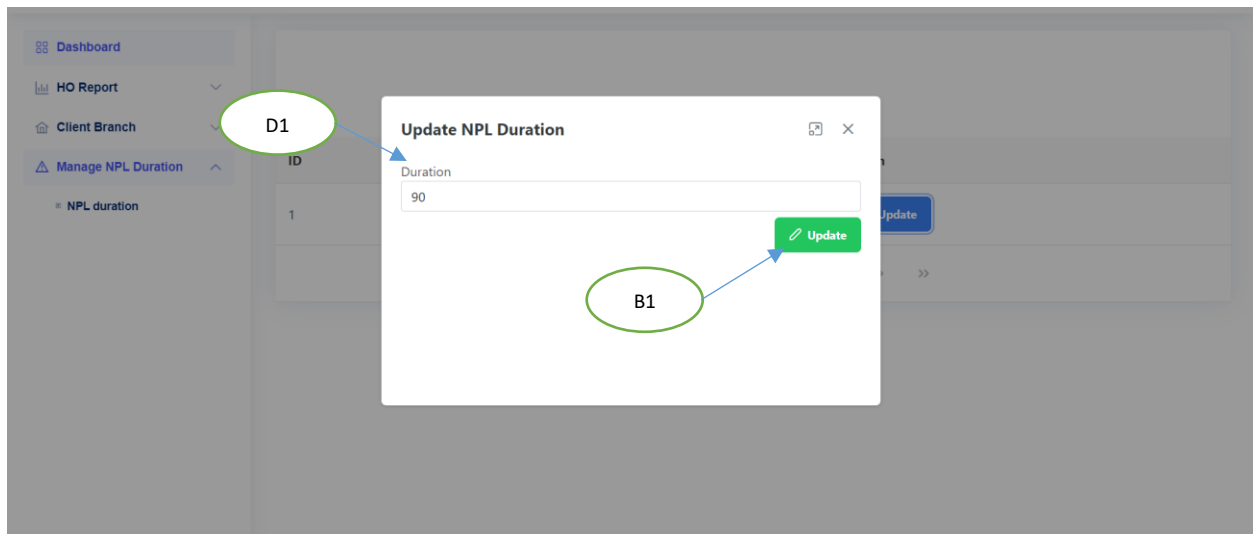 Dashboard
HO Report
Client Branch
Manage NPL Duration
NPL duration
D1
Update NPL Duration
Duration
90
Update
B1
ID
1
Update